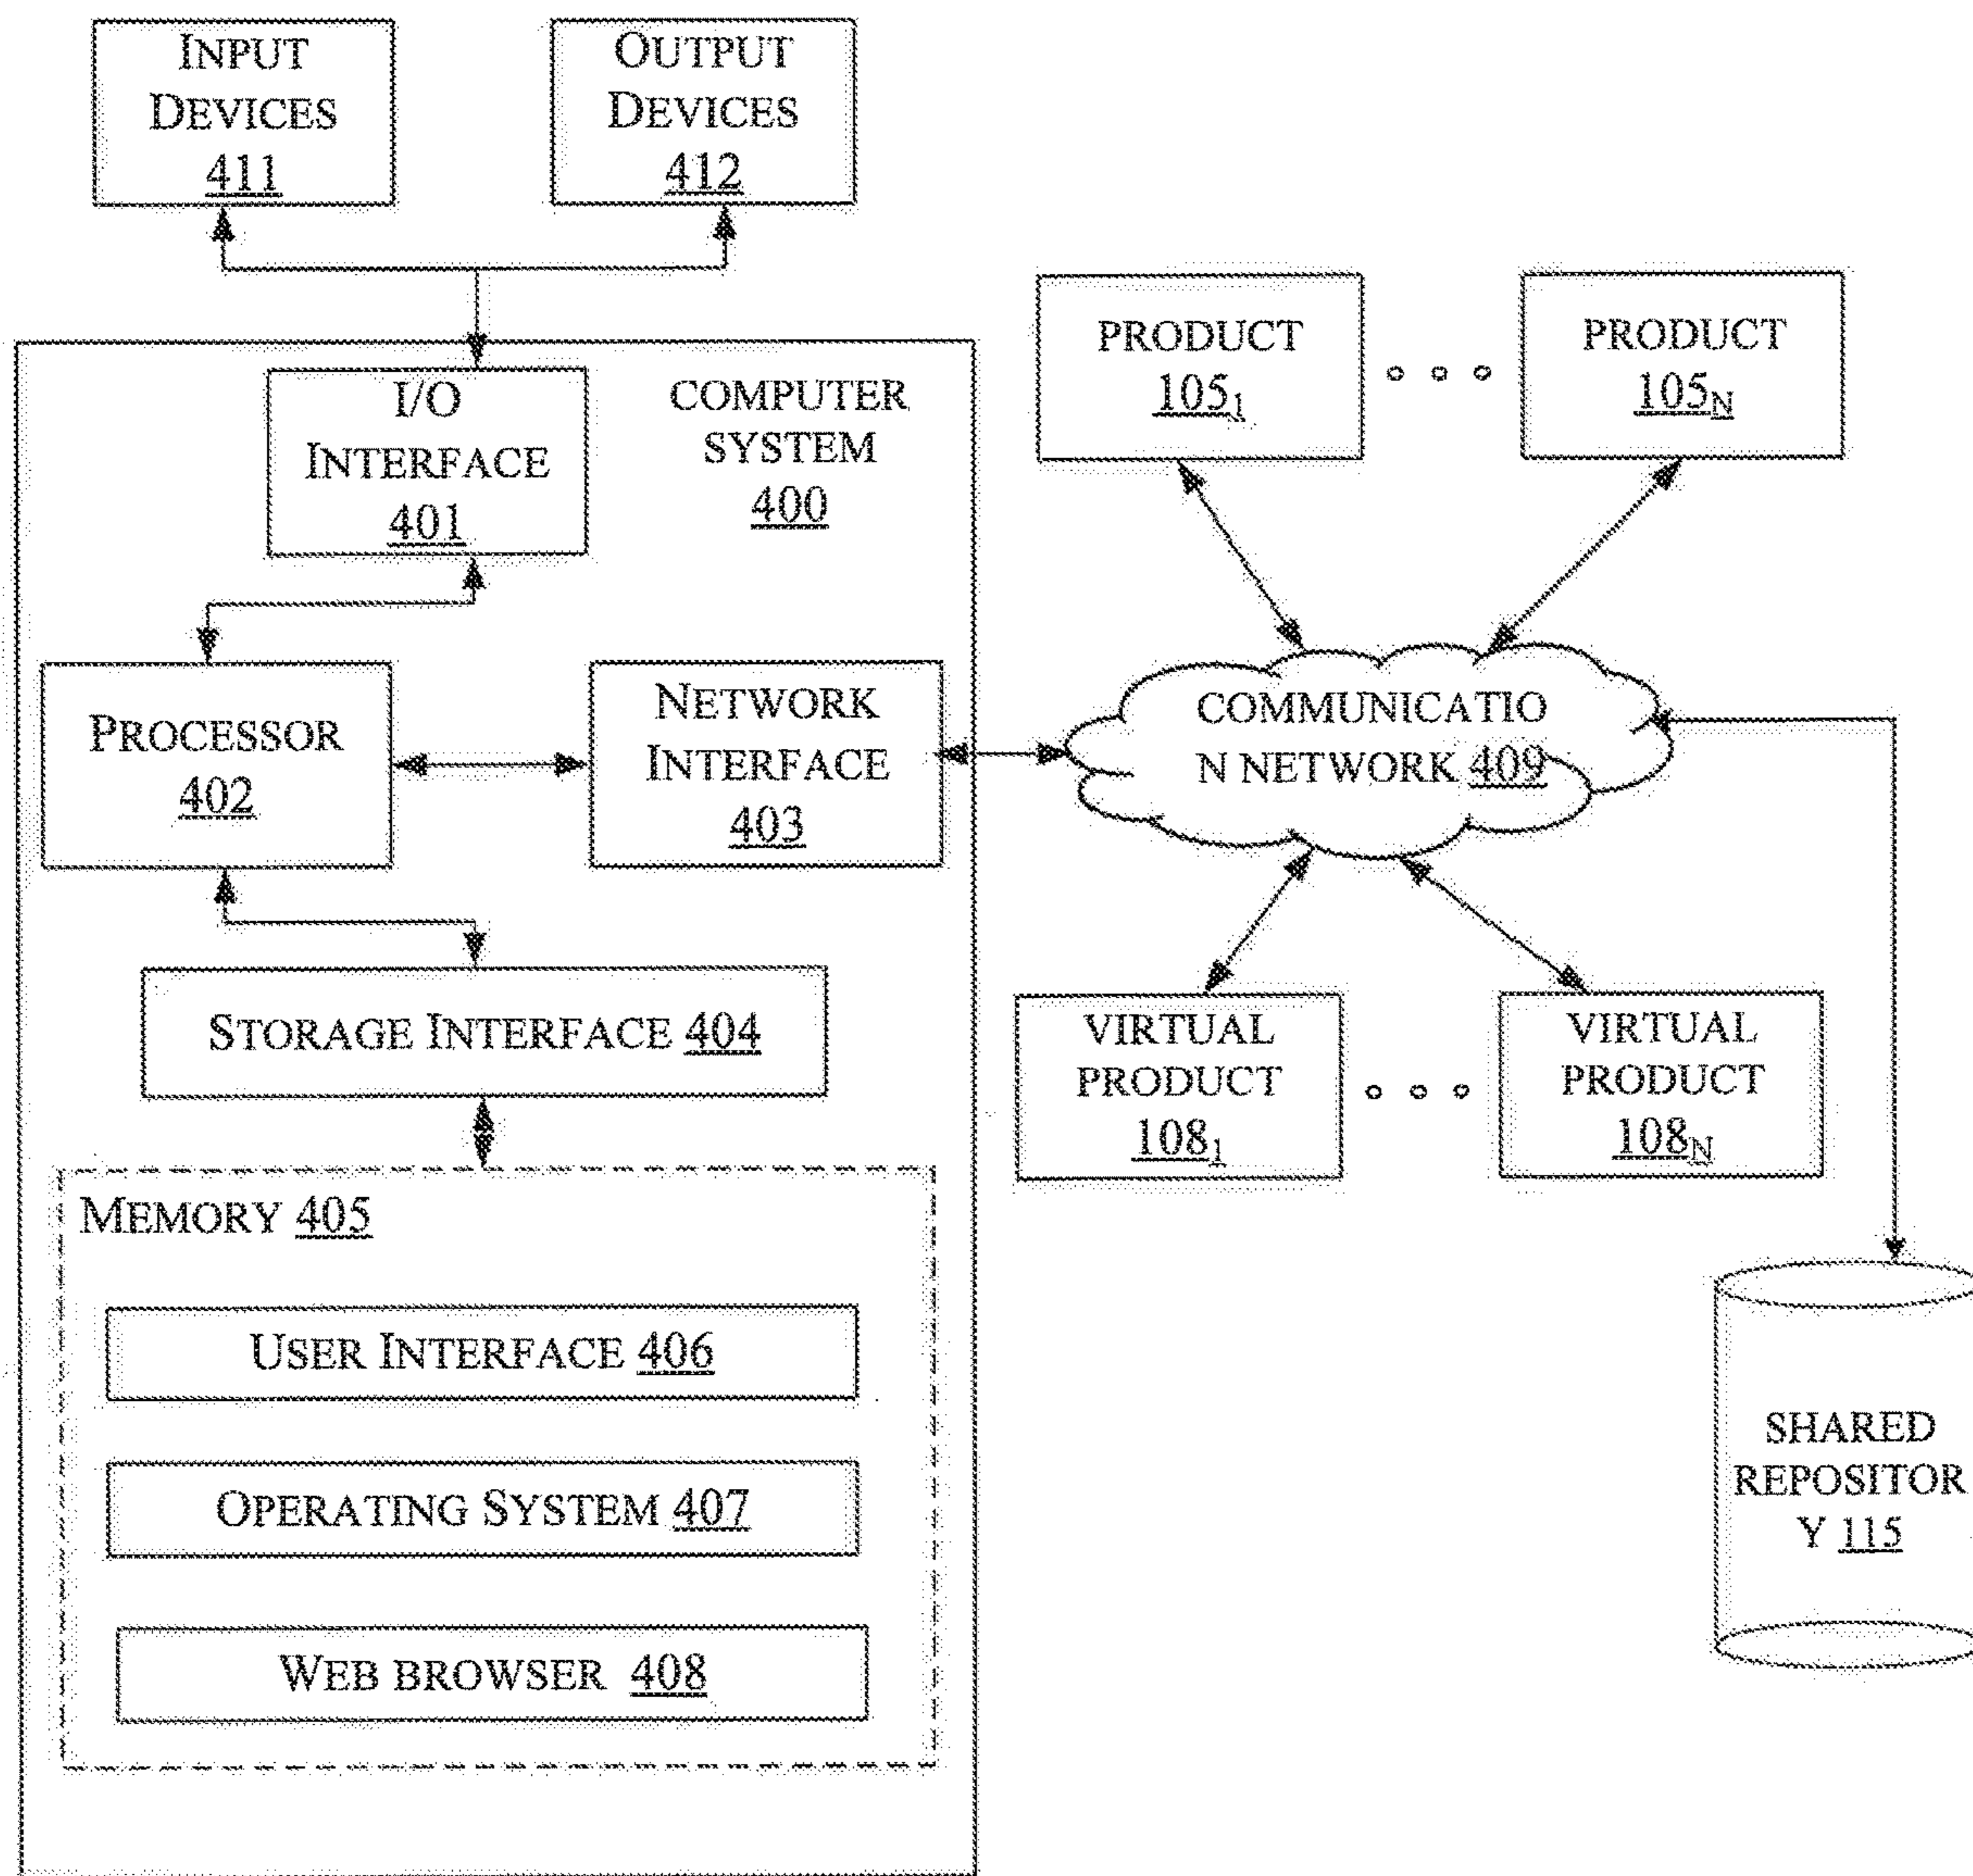 INPUT
DEVICES
411
OUTPUT
DEVICES
412
I/O
INTERFACE
401
COMPUTER
SYSTEM
400
PROCESSOR
402
NETWORK
INTERFACE
403
STORAGE INTERFACE 404
MEMORY 405
USER INTERFACE 406
OPERATING SYSTEM 407
WEB BROWSER 408
PRODUCT
105₁
PRODUCT
105N
COMMUNICATIO
N NETWORK 409
VIRTUAL
PRODUCT
108₁
VIRTUAL
PRODUCT
108N
SHARED
REPOSITOR
Y 115